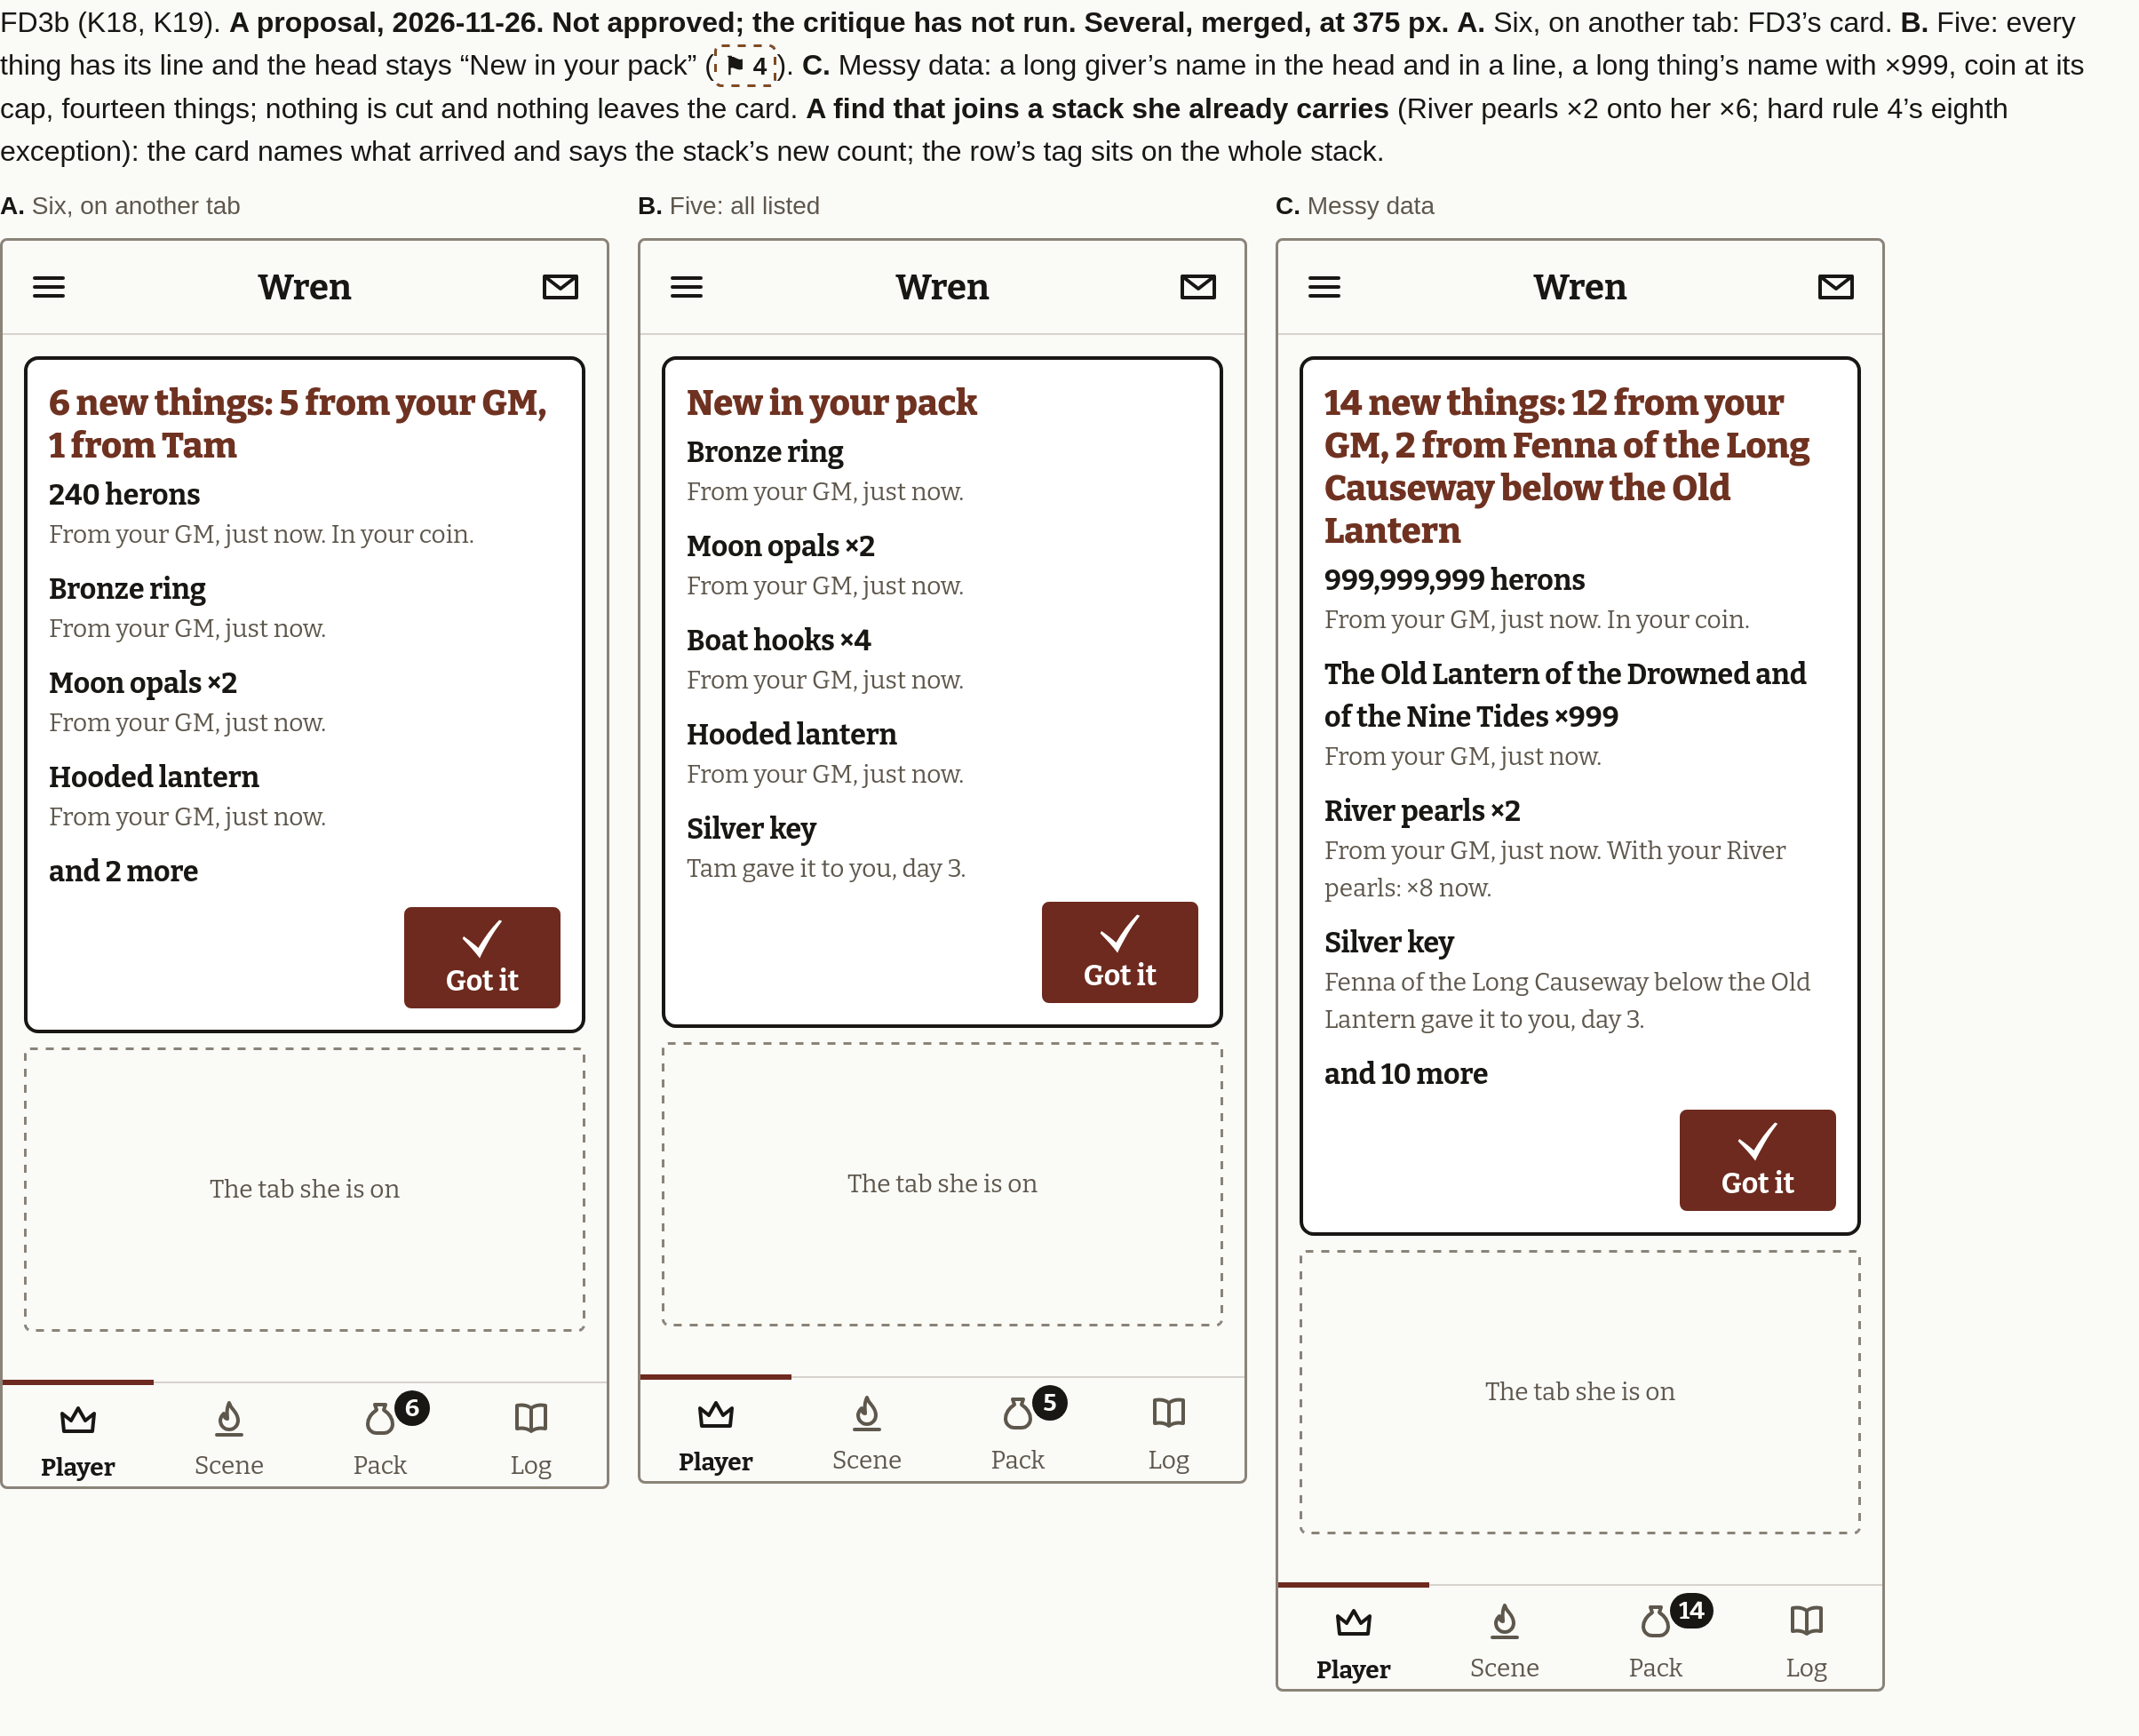 FD3b (K18, K19). A proposal, 2026-11-26. Not approved; the critique has not run. Several, merged, at 375 px. A. Six, on another tab: FD3’s card. B. Five: every
thing has its line and the head stays “New in your pack” (⚑ 4). C. Messy data: a long giver’s name in the head and in a line, a long thing’s name with ×999, coin at its
cap, fourteen things; nothing is cut and nothing leaves the card. A find that joins a stack she already carries (River pearls ×2 onto her ×6; hard rule 4’s eighth
exception): the card names what arrived and says the stack’s new count; the row’s tag sits on the whole stack.
A. Six, on another tab
Wren
6 new things: 5 from your GM,
1 from Tam
240 herons
From your GM, just now. In your coin.
Bronze ring
From your GM, just now.
Moon opals ×2
From your GM, just now.
Hooded lantern
From your GM, just now.
and 2 more
Got it
The tab she is on
6
Player
Scene
Pack
Log
B. Five: all listed
Wren
New in your pack
Bronze ring
From your GM, just now.
Moon opals ×2
From your GM, just now.
Boat hooks ×4
From your GM, just now.
Hooded lantern
From your GM, just now.
Silver key
Tam gave it to you, day 3.
Got it
The tab she is on
5
Player
Scene
Pack
Log
C. Messy data
Wren
14 new things: 12 from your
GM, 2 from Fenna of the Long
Causeway below the Old
Lantern
999,999,999 herons
From your GM, just now. In your coin.
The Old Lantern of the Drowned and
of the Nine Tides ×999
From your GM, just now.
River pearls ×2
From your GM, just now. With your River
pearls: ×8 now.
Silver key
Fenna of the Long Causeway below the Old
Lantern gave it to you, day 3.
and 10 more
Got it
The tab she is on
14
Player
Scene
Pack
Log